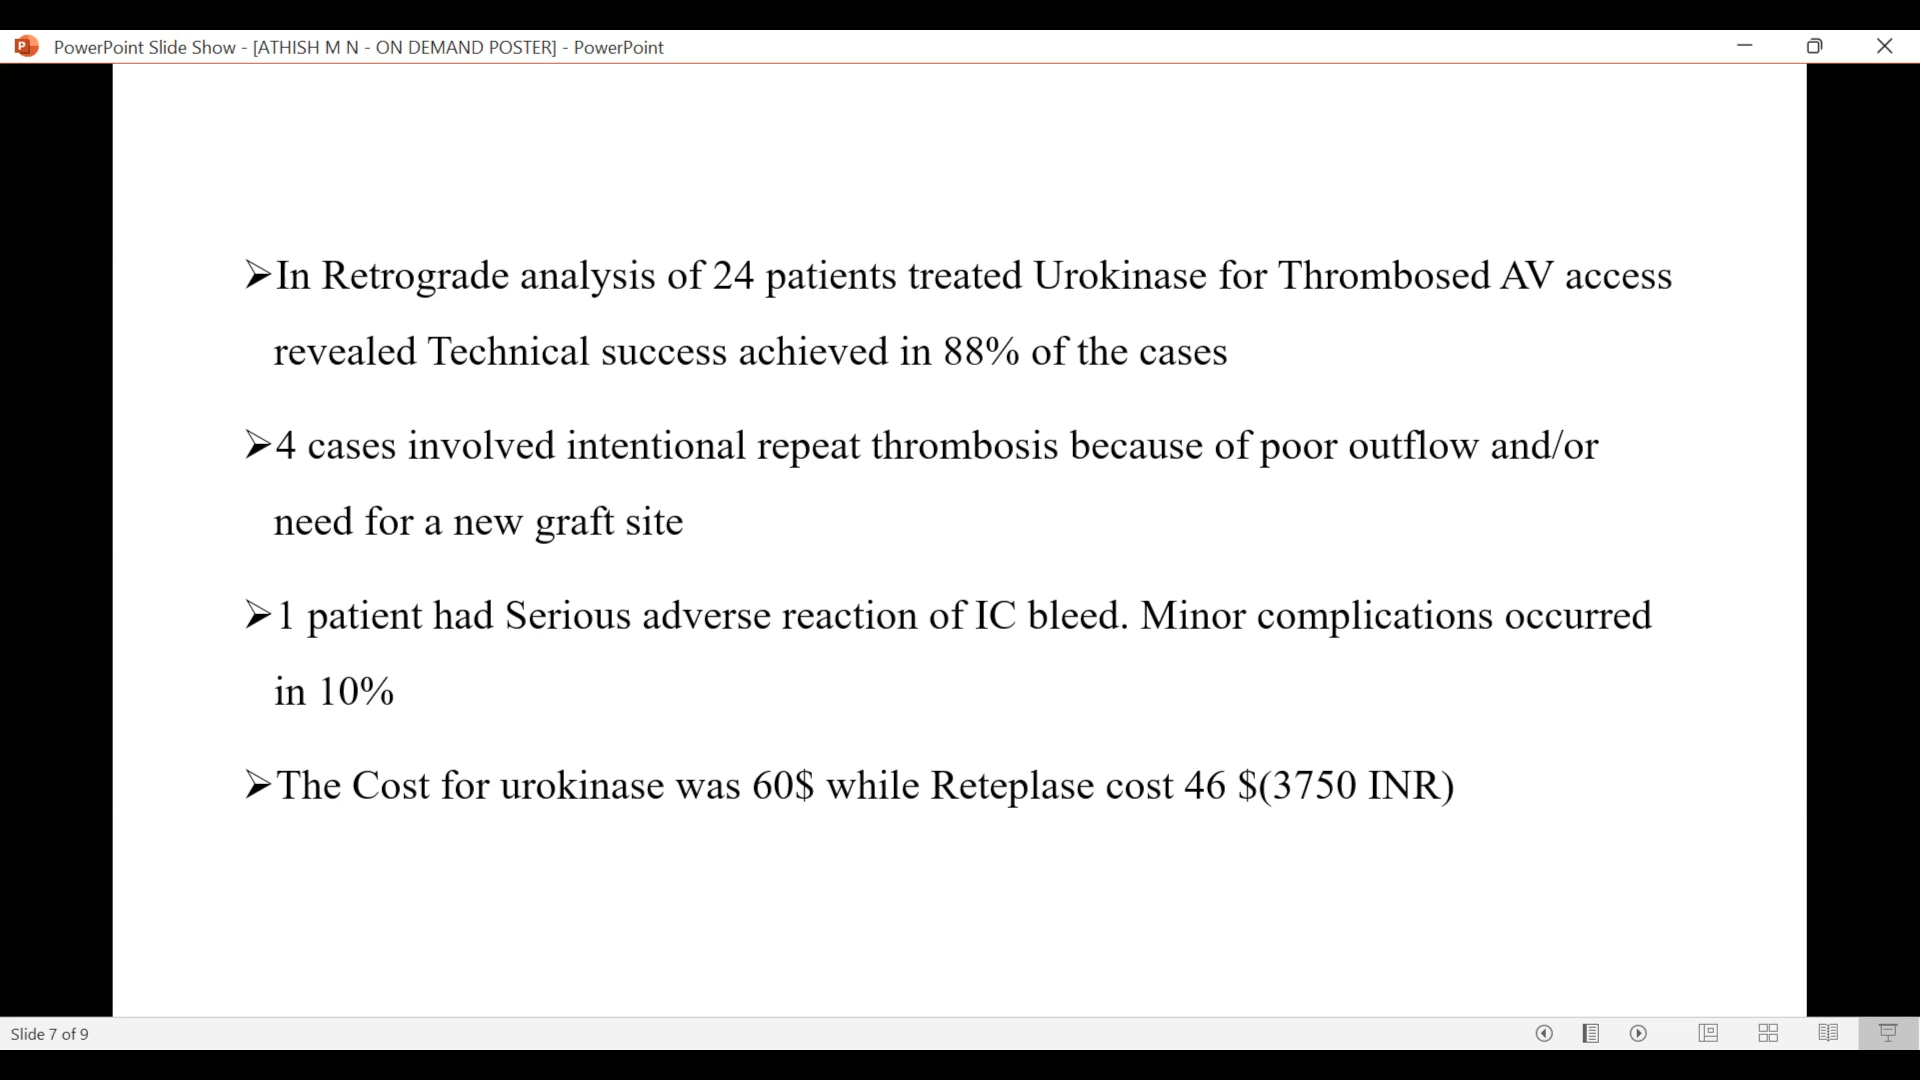 PowerPoint Slide Show - [ATHISH M N - ON DEMAND POSTER] - PowerPoint
➢In Retrograde analysis of 24 patients treated Urokinase for Thrombosed AV access
revealed Technical success achieved in 88% of the cases
➢4 cases involved intentional repeat thrombosis because of poor outflow and/or
need for a new graft site
➢1 patient had Serious adverse reaction of IC bleed. Minor complications occurred
in 10%
➢The Cost for urokinase was 60$ while Reteplase cost 46 $(3750 INR)
Slide 7 of 9